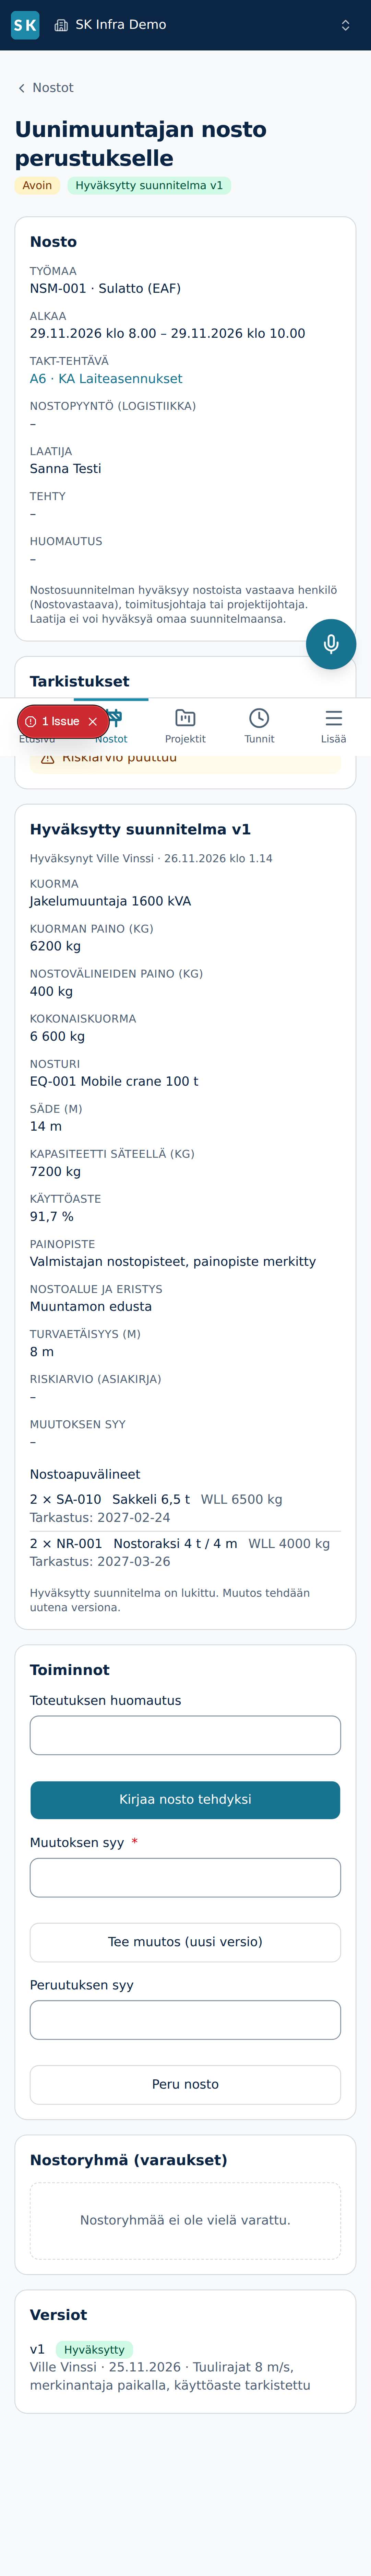 SK
SK Infra Demo
Nostot
Uunimuuntajan nosto
perustukselle
Avoin
Hyväksytty suunnitelma v1
Nosto
TYÖMAA
NSM-001 · Sulatto (EAF)
ALKAA
29.11.2026 klo 8.00 – 29.11.2026 klo 10.00
TAKT-TEHTÄVÄ
A6 · KA Laiteasennukset
NOSTOPYYNTÖ (LOGISTIIKKA)
–
LAATIJA
Sanna Testi
TEHTY
–
HUOMAUTUS
–
Nostosuunnitelman hyväksyy nostoista vastaava henkilö
(Nostovastaava), toimitusjohtaja tai projektijohtaja.
Laatija ei voi hyväksyä omaa suunnitelmaansa.
Tarkistukset
1 Issue
Etusivu
Nostot
Projektit
Tunnit
Lisää
Riskiarvio puuttuu
Hyväksytty suunnitelma v1
Hyväksynyt Ville Vinssi · 26.11.2026 klo 1.14
KUORMA
Jakelumuuntaja 1600 kVA
KUORMAN PAINO (KG)
6200 kg
NOSTOVÄLINEIDEN PAINO (KG)
400 kg
KOKONAISKUORMA
6 600 kg
NOSTURI
EQ-001 Mobile crane 100 t
SÄDE (M)
14 m
KAPASITEETTI SÄTEELLÄ (KG)
7200 kg
KÄYTTÖASTE
91,7 %
PAINOPISTE
Valmistajan nostopisteet, painopiste merkitty
NOSTOALUE JA ERISTYS
Muuntamon edusta
TURVAETÄISYYS (M)
8 m
RISKIARVIO (ASIAKIRJA)
–
MUUTOKSEN SYY
–
Nostoapuvälineet
2 × SA-010 Sakkeli 6,5 t WLL 6500 kg
Tarkastus: 2027-02-24
2 × NR-001 Nostoraksi 4 t / 4 m WLL 4000 kg
Tarkastus: 2027-03-26
Hyväksytty suunnitelma on lukittu. Muutos tehdään
uutena versiona.
Toiminnot
Toteutuksen huomautus
Kirjaa nosto tehdyksi
Muutoksen syy *
Tee muutos (uusi versio)
Peruutuksen syy
Peru nosto
Nostoryhmä (varaukset)
Nostoryhmää ei ole vielä varattu.
Versiot
v1 Hyväksytty
Ville Vinssi · 25.11.2026 · Tuulirajat 8 m/s,
merkinantaja paikalla, käyttöaste tarkistettu